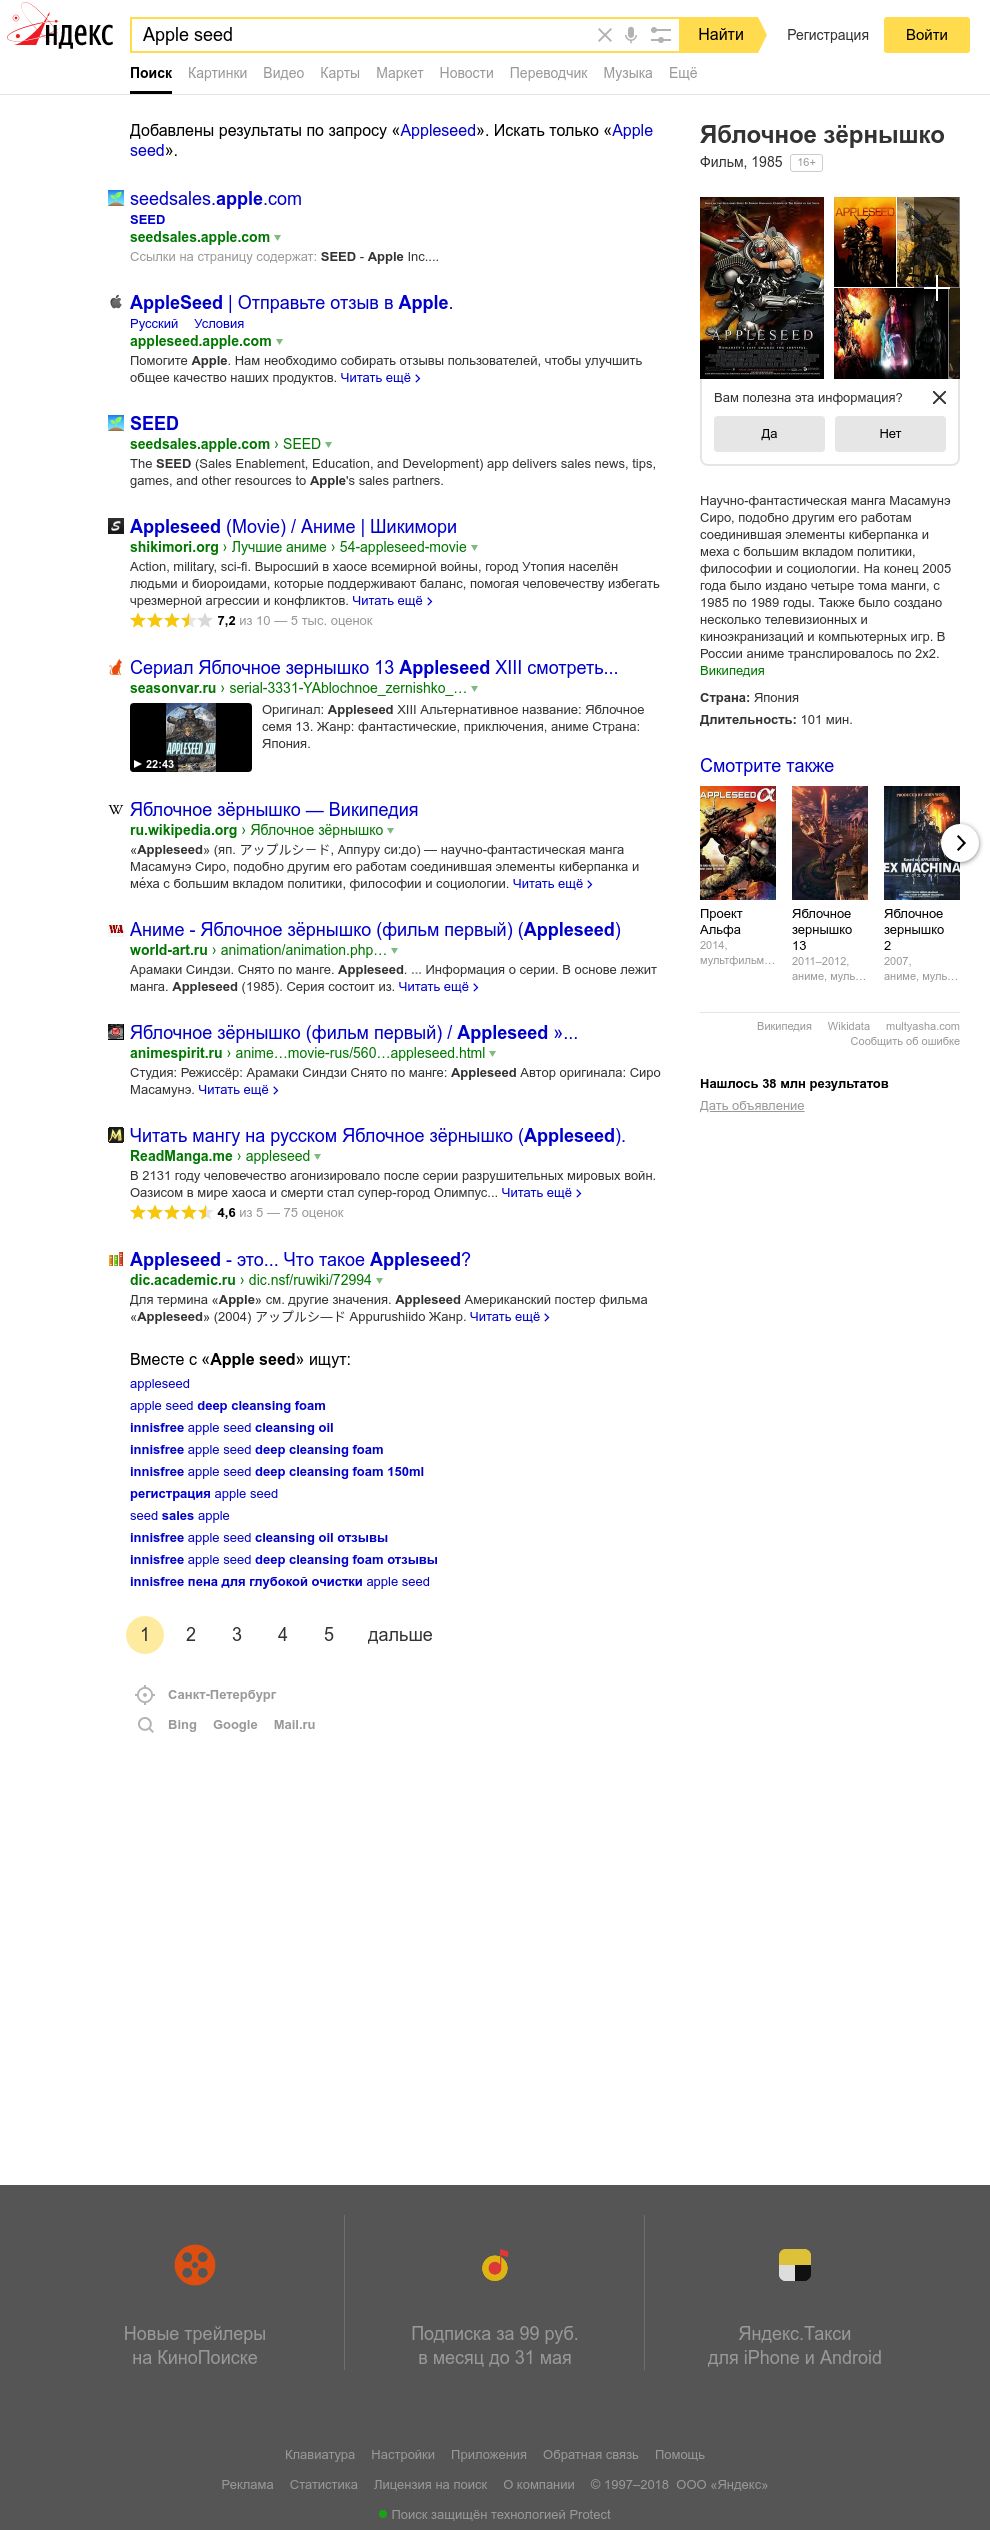 ндекс
Apple seed
Найти
Регистрация
Войти
Поиск Картинки Видео Карты Маркет Новости Переводчик Музыка Ещё
Добавлены результаты по запросу «Appleseed». Искать только «Apple
seed».
seedsales.apple.com
SEED
seedsales.apple.com
Ссылки на страницу содержат: SEED - Apple Inc....
AppleSeed | Отправьте отзыв в Apple.
Русский Условия
appleseed.apple.com
Помогите Apple. Нам необходимо собирать отзывы пользователей, чтобы улучшить
общее качество наших продуктов. Читать ещё ›
SEED
seedsales.apple.com › SEED
The SEED (Sales Enablement, Education, and Development) app delivers sales news, tips,
games, and other resources to Apple's sales partners.
Appleseed (Movie) / Аниме | Шикимори
shikimori.org › Лучшие аниме › 54-appleseed-movie
Action, military, sci-fi. Выросший в хаосе всемирной войны, город Утопия населён
людьми и биороидами, которые поддерживают баланс, помогая человечеству избегать
чрезмерной агрессии и конфликтов. Читать ещё ›
7,2 из 10 — 5 тыс. оценок
Сериал Яблочное зернышко 13 Appleseed XIII смотреть...
seasonvar.ru › serial-3331-YAblochnoe_zernishko_…
APPLESEED XIII
22:43
Оригинал: Appleseed XIII Альтернативное название: Яблочное
семя 13. Жанр: фантастические, приключения, аниме Страна:
Япония.
W
Яблочное зёрнышко — Википедия
ru.wikipedia.org › Яблочное зёрнышко
«Appleseed» (яп. アップルシード, Аппуру си:до) — научно-фантастическая манга
Масамунэ Сиро, подобно другим его работам соединившая элементы киберпанка и
ме́ха с большим вкладом политики, философии и социологии. Читать ещё ›
WA
Аниме - Яблочное зёрнышко (фильм первый) (Appleseed)
world-art.ru › animation/animation.php…
Арамаки Синдзи. Снято по манге. Appleseed. ... Информация о серии. В основе лежит
манга. Appleseed (1985). Серия состоит из. Читать ещё ›
Яблочное зёрнышко (фильм первый) / Appleseed »...
animespirit.ru › anime…movie-rus/560…appleseed.html
Студия: Режиссёр: Арамаки Синдзи Снято по манге: Appleseed Автор оригинала: Сиро
Масамунэ. Читать ещё ›
Читать мангу на русском Яблочное зёрнышко (Appleseed).
ReadManga.me › appleseed
В 2131 году человечество агонизировало после серии разрушительных мировых войн.
Оазисом в мире хаоса и смерти стал супер-город Олимпус... Читать ещё ›
4,6 из 5 — 75 оценок
Appleseed - это... Что такое Appleseed?
dic.academic.ru › dic.nsf/ruwiki/72994
Для термина «Apple» см. другие значения. Appleseed Американский постер фильма
«Appleseed» (2004) アップルシ—ド Appurushiido Жанр. Читать ещё ›
Вместе с «Apple seed» ищут:
appleseed
apple seed deep cleansing foam
innisfree apple seed cleansing oil
innisfree apple seed deep cleansing foam
innisfree apple seed deep cleansing foam 150ml
регистрация apple seed
seed sales apple
innisfree apple seed cleansing oil отзывы
innisfree apple seed deep cleansing foam отзывы
innisfree пена для глубокой очистки apple seed
1 2 3 4 5 дальше
Санкт-Петербург
Bing Google Mail.ru
Яблочное зёрнышко
Фильм, 1985 16+
APPLESEED
APPLESEED
Вам полезна эта информация?
Да
Нет
Научно-фантастическая манга Масамунэ
Сиро, подобно другим его работам
соединившая элементы киберпанка и
меха с большим вкладом политики,
философии и социологии. На конец 2005
года было издано четыре тома манги, с
1985 по 1989 годы. Также было создано
несколько телевизионных и
киноэкранизаций и компьютерных игр. В
России аниме транслировалось по 2x2.
Википедия
Страна: Япония
Длительность: 101 мин.
Смотрите также
APPLESEED α
EX MACHINA
Проект
Альфа
2014,
мультфильм…
Яблочное
зернышко
13
2011–2012,
аниме, муль…
Яблочное
зернышко
2
2007,
аниме, муль…
Википедия Wikidata multyasha.com
Сообщить об ошибке
Нашлось 38 млн результатов
Дать объявление
Новые трейлеры
на КиноПоиске
Подписка за 99 руб.
в месяц до 31 мая
Яндекс.Такси
для iPhone и Android
Клавиатура Настройки Приложения Обратная связь Помощь
Реклама Статистика Лицензия на поиск О компании © 1997–2018 ООО «Яндекс»
Поиск защищён технологией Protect